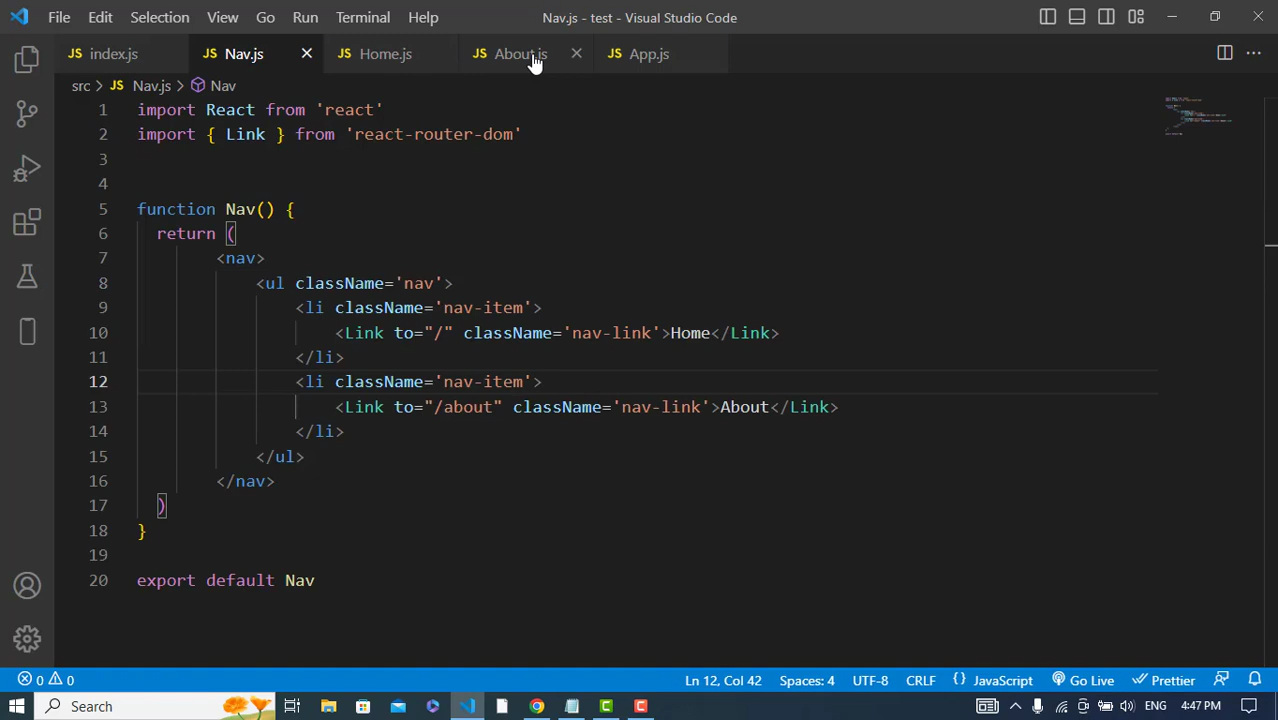 File Edit Selection View Go Run Terminal Help Nav.js - test - Visual Studio Code
JS index.js JS Nav.js JS Home.js JS About.js JS App.js
src > JS Nav.js > Nav
1 import React from 'react'
2 import { Link } from 'react-router-dom'
3
4
5 function Nav() {
6 return (
7 <nav>
8 <ul className='nav'>
9 <li className='nav-item'>
10 <Link to="/" className='nav-link'>Home</Link>
11 </li>
12 <li className='nav-item'>
13 <Link to="/about" className='nav-link'>About</Link>
14 </li>
15 </ul>
16 </nav>
17 )
18 }
19
20 export default Nav
0 0 Ln 12, Col 42 Spaces: 4 UTF-8 CRLF {} JavaScript Go Live Prettier
Search ENG 4:47 PM